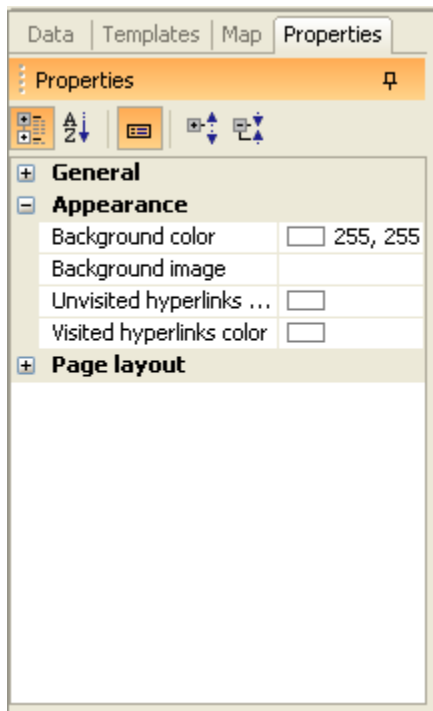 Data Templates Map Properties
Properties
General
Appearance
Background color 255, 255
Background image
Unvisited hyperlinks ...
Visited hyperlinks color
Page layout